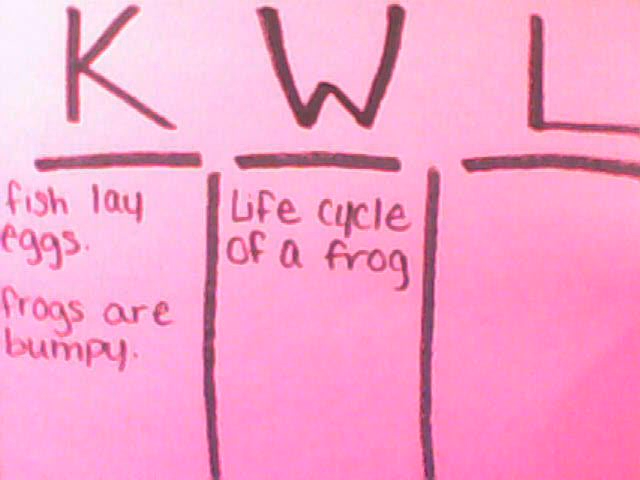 K W L
fish lay
eggs.
frogs are
bumpy.
Life cycle
of a frog